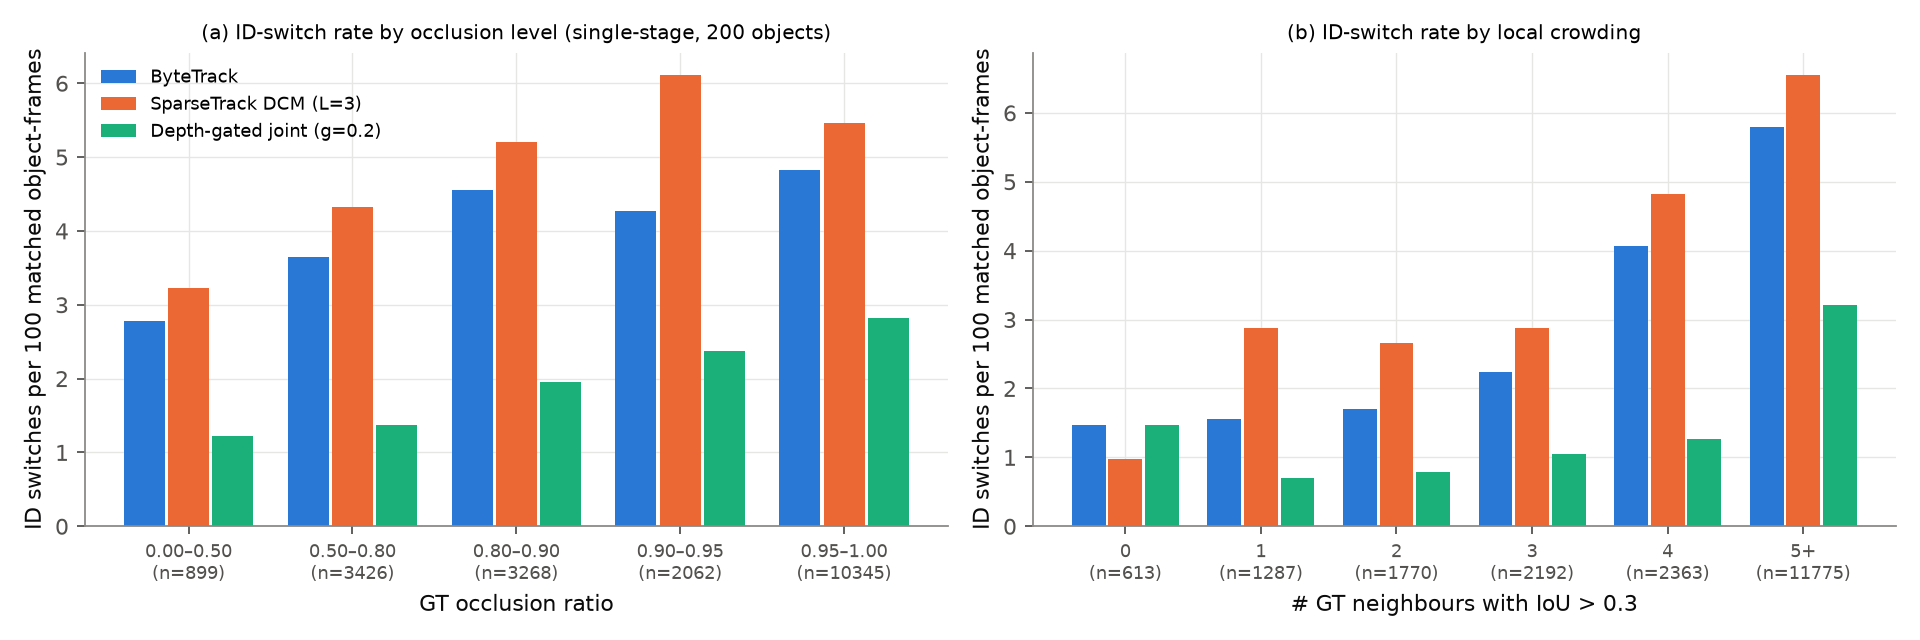 (a) ID-switch rate by occlusion level (single-stage, 200 objects)
ID switches per 100 matched object-frames
ByteTrack
SparseTrack DCM (L=3)
Depth-gated joint (g=0.2)
6
5
4
3
2
1
0
0.00–0.50
(n=899)
0.50–0.80
(n=3426)
0.80–0.90
(n=3268)
0.90–0.95
(n=2062)
0.95–1.00
(n=10345)
GT occlusion ratio
(b) ID-switch rate by local crowding
ID switches per 100 matched object-frames
6
5
4
3
2
1
0
0
(n=613)
1
(n=1287)
2
(n=1770)
3
(n=2192)
4
(n=2363)
5+
(n=11775)
# GT neighbours with IoU > 0.3